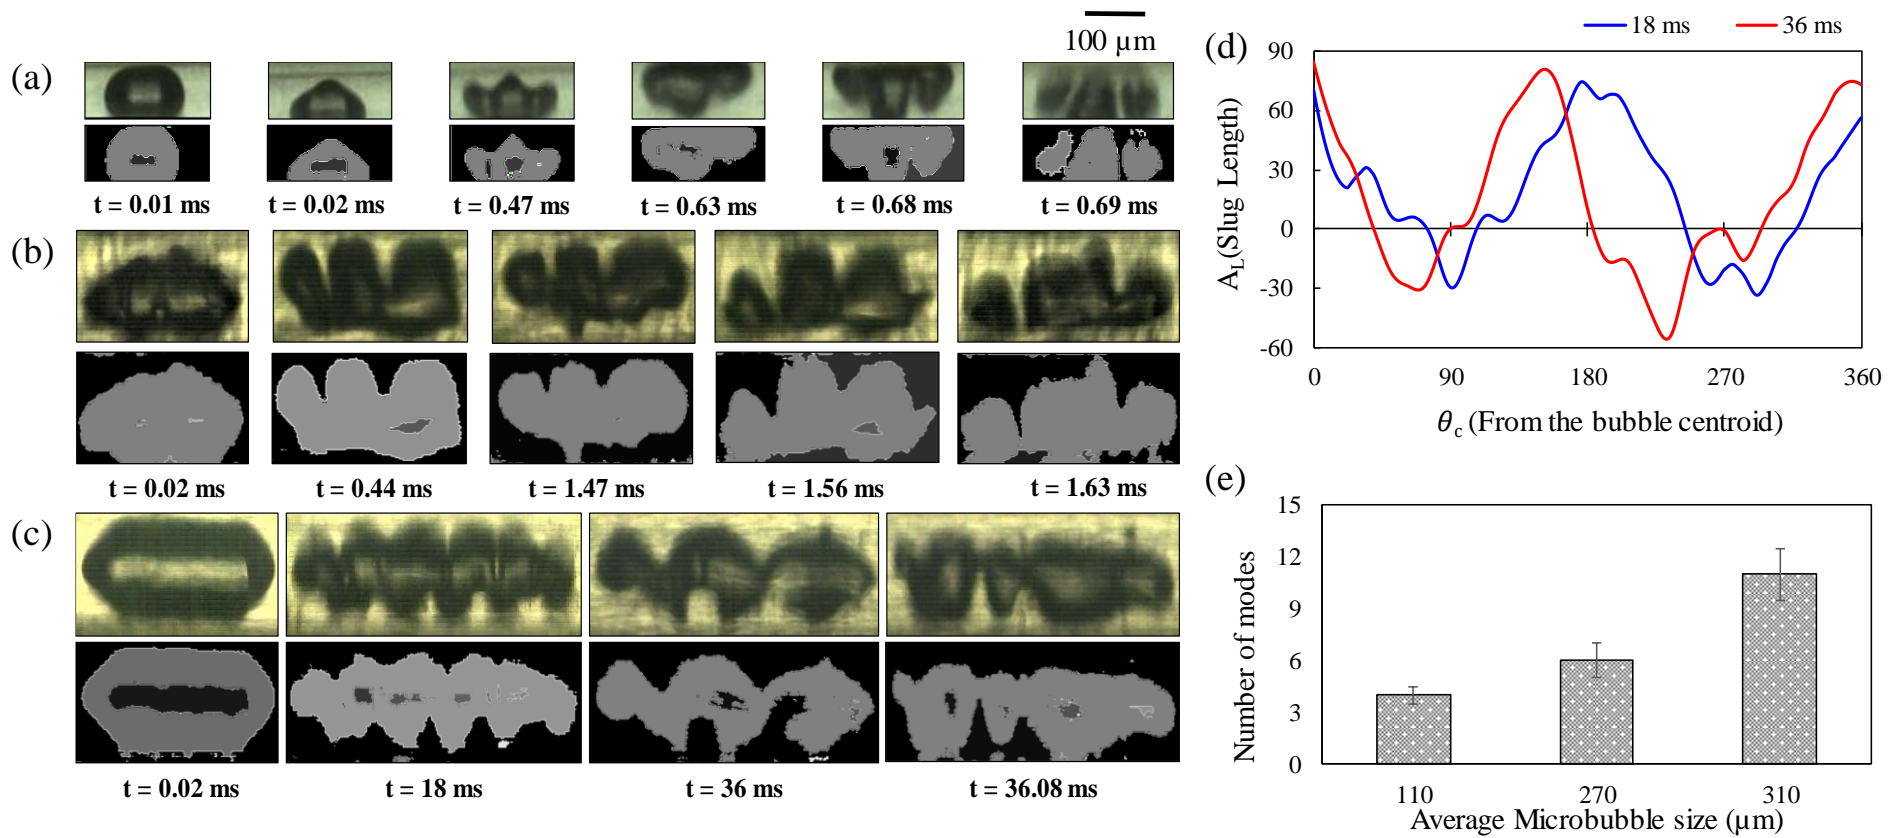 100 µm
(a)
t = 0.01 ms
t = 0.02 ms
t = 0.47 ms
t = 0.63 ms
t = 0.68 ms
t = 0.69 ms
(b)
t = 0.02 ms
t = 0.44 ms
t = 1.47 ms
t = 1.56 ms
t = 1.63 ms
(c)
t = 0.02 ms
t = 18 ms
t = 36 ms
t = 36.08 ms
(d)
18 ms
36 ms
A_L (Slug Length)
90
60
30
0
-30
-60
0
90
180
270
360
θ_c (From the bubble centroid)
(e)
Number of modes
15
12
9
6
3
0
110
270
310
Average Microbubble size (µm)